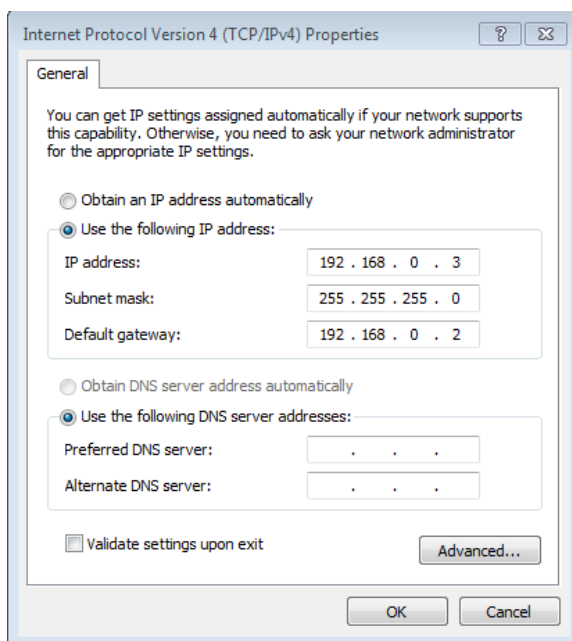 Internet Protocol Version 4 (TCP/IPv4) Properties
General
You can get IP settings assigned automatically if your network supports
this capability. Otherwise, you need to ask your network administrator
for the appropriate IP settings.
Obtain an IP address automatically
Use the following IP address:
IP address: 192 . 168 . 0 . 3
Subnet mask: 255 . 255 . 255 . 0
Default gateway: 192 . 168 . 0 . 2
Obtain DNS server address automatically
Use the following DNS server addresses:
Preferred DNS server: . . .
Alternate DNS server: . . .
Validate settings upon exit
Advanced...
OK Cancel